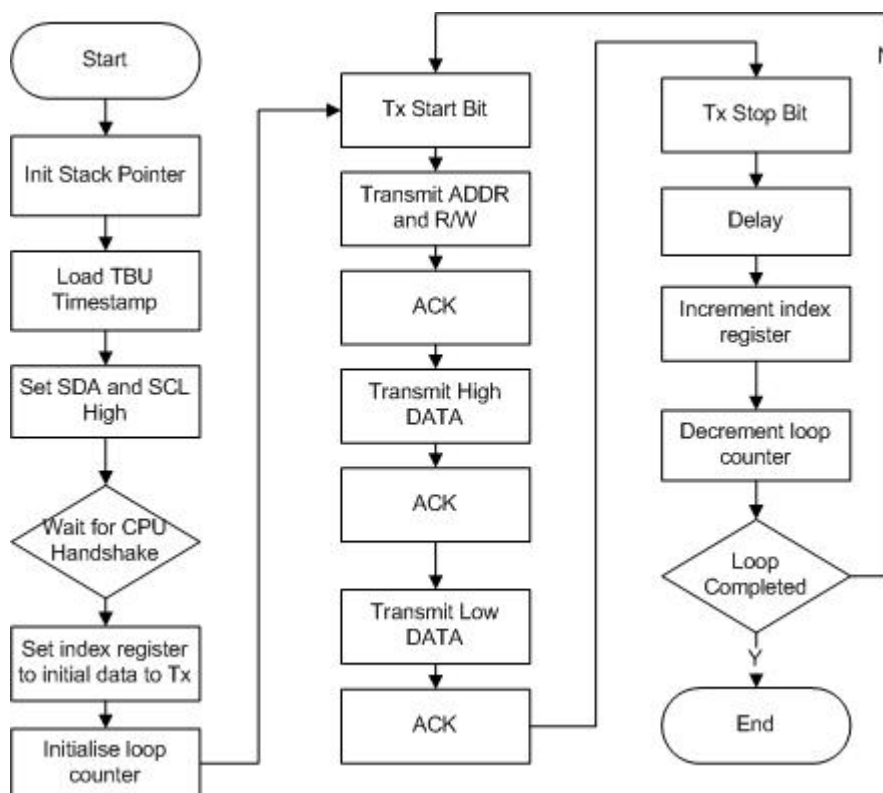 Start
Init Stack Pointer
Load TBU
Timestamp
Set SDA and SCL
High
Wait for CPU
Handshake
Set index register
to initial data to Tx
Initialise loop
counter
Tx Start Bit
Transmit ADDR
and R/W
ACK
Transmit High
DATA
ACK
Transmit Low
DATA
ACK
Tx Stop Bit
Delay
Increment index
register
Decrement loop
counter
Loop
Completed
Y
End